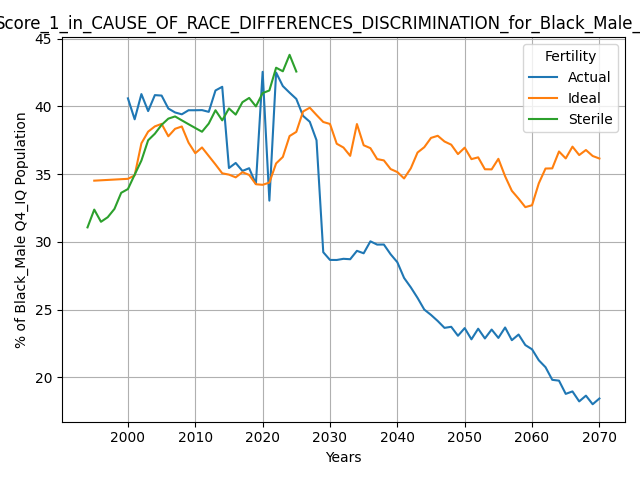 Score_1_in_CAUSE_OF_RACE_DIFFERENCES_DISCRIMINATION_for_Black_Male_
45
40
35
30
25
20
% of Black_Male Q4_IQ Population
Fertility
Actual
Ideal
Sterile
2000 2010 2020 2030 2040 2050 2060 2070
Years